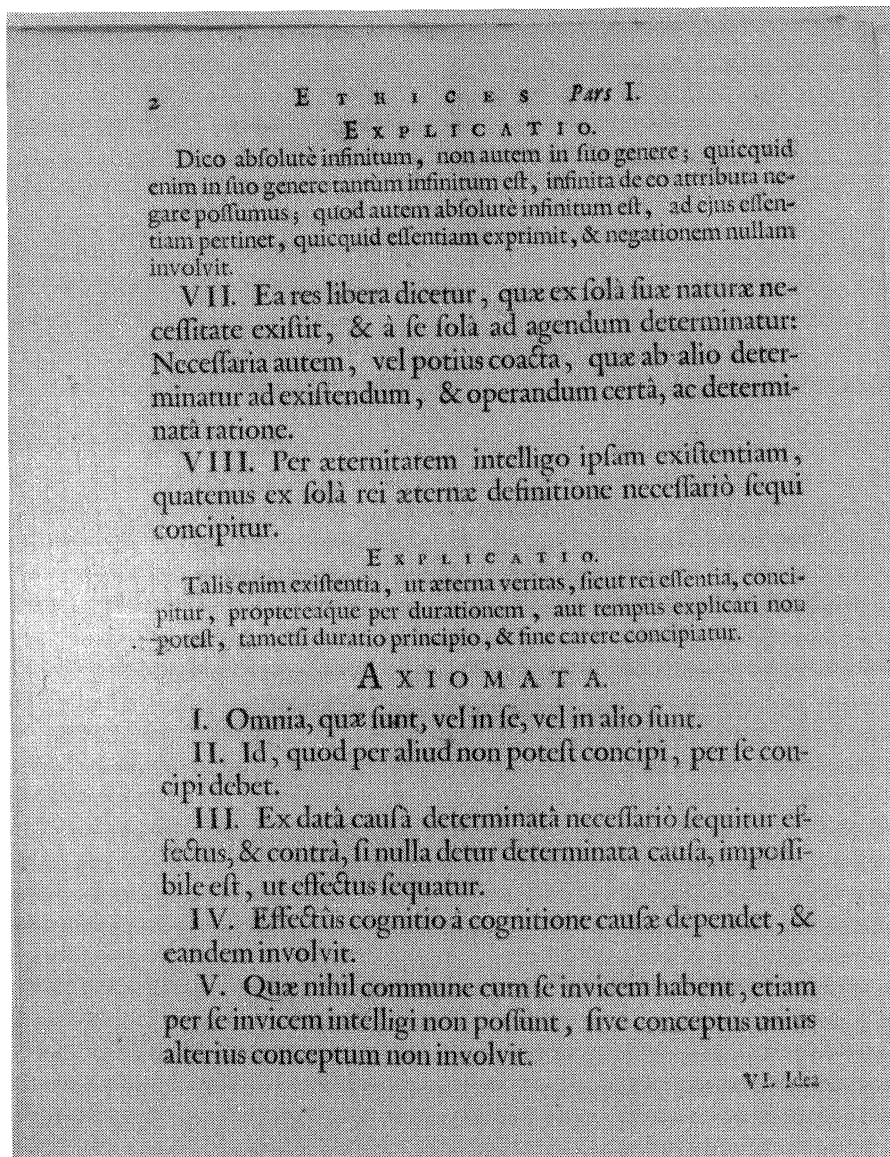 2 ETHICES Pars I.
EXPLICATIO.
Dico abſolutè infinitum, non autem in ſuo genere; quicquid
enim in ſuo genere tantùm infinitum eſt, infinita de eo attributa ne-
gare poſſumus; quod autem abſolutè infinitum eſt, ad ejus eſſen-
tiam pertinet, quicquid eſſentiam exprimit, & negationem nullam
involvit.
VII. Ea res libera dicetur, quæ ex ſolâ ſuæ naturæ ne-
ceſſitate exiſtit, & à ſe ſolâ ad agendum determinatur:
Neceſſaria autem, vel potiùs coacta, quæ ab alio deter-
minatur ad exiſtendum, & operandum certâ, ac determi-
natâ ratione.
VIII. Per æternitatem intelligo ipſam exiſtentiam,
quatenus ex ſolâ rei æternæ definitione neceſſariò ſequi
concipitur.
EXPLICATIO.
Talis enim exiſtentia, ut æterna veritas, ſicut rei eſſentia, conci-
pitur, proptereaque per durationem, aut tempus explicari non
poteſt, tametſi duratio principio, & fine carere concipiatur.
AXIOMATA.
I. Omnia, quæ ſunt, vel in ſe, vel in alio ſunt.
II. Id, quod per aliud non poteſt concipi, per ſe con-
cipi debet.
III. Ex datâ cauſâ determinatâ neceſſariò ſequitur ef-
fectus, & contrà, ſi nulla detur determinata cauſa, impoſſi-
bile eſt, ut effectus ſequatur.
IV. Effectûs cognitio à cognitione cauſæ dependet, &
eandem involvit.
V. Quæ nihil commune cum ſe invicem habent, etiam
per ſe invicem intelligi non poſſunt, ſive conceptus unius
alterius conceptum non involvit.
VI. Idea